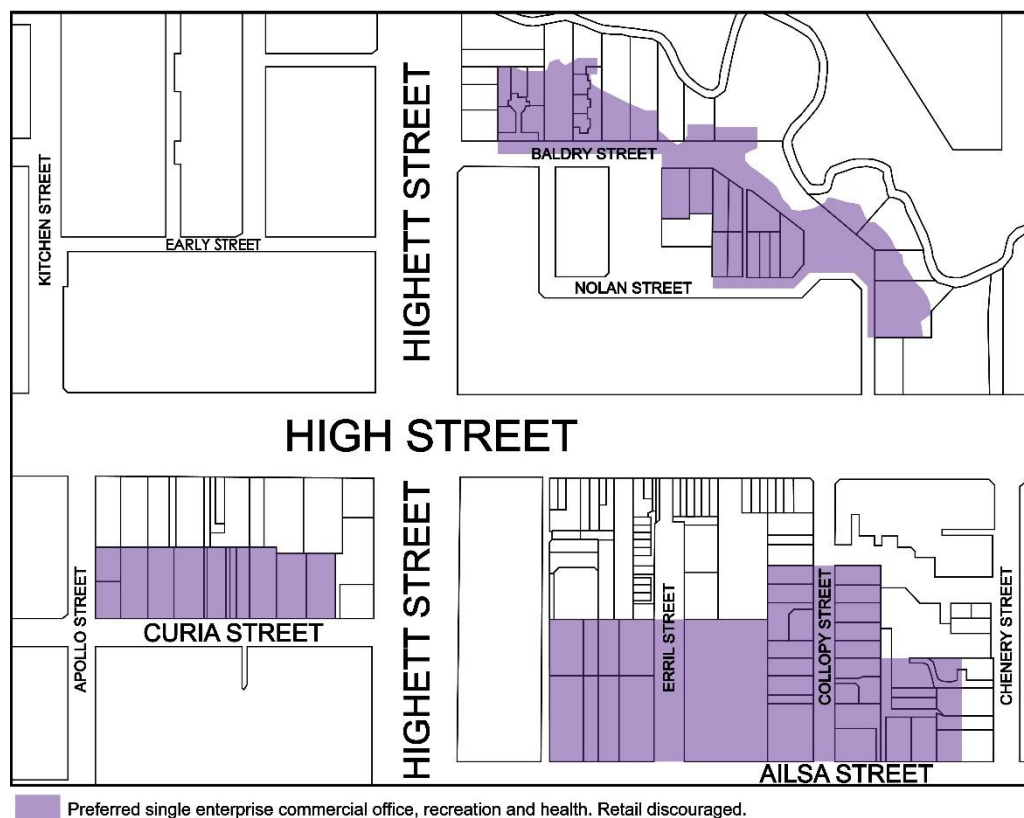 BALDRY STREET
KITCHEN STREET
HIGHETT STREET
EARLY STREET
NOLAN STREET
HIGH STREET
APOLLO STREET
CURIA STREET
HIGHETT STREET
ERRIL STREET
COLLOPY STREET
CHENERY STREET
AILSA STREET
Preferred single enterprise commercial office, recreation and health. Retail discouraged.